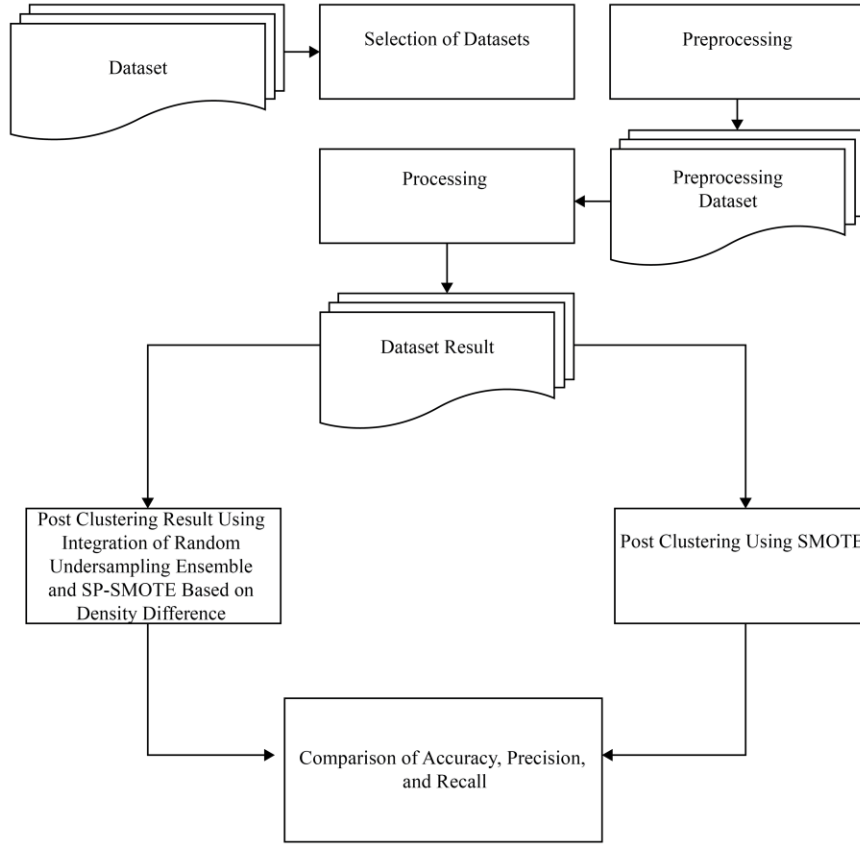 Dataset
Selection of Datasets
Preprocessing
Processing
Preprocessing
Dataset
Dataset Result
Post Clustering Result Using
Integration of Random
Undersampling Ensemble
and SP-SMOTE Based on
Density Difference
Post Clustering Using SMOTE
Comparison of Accuracy, Precision,
and Recall